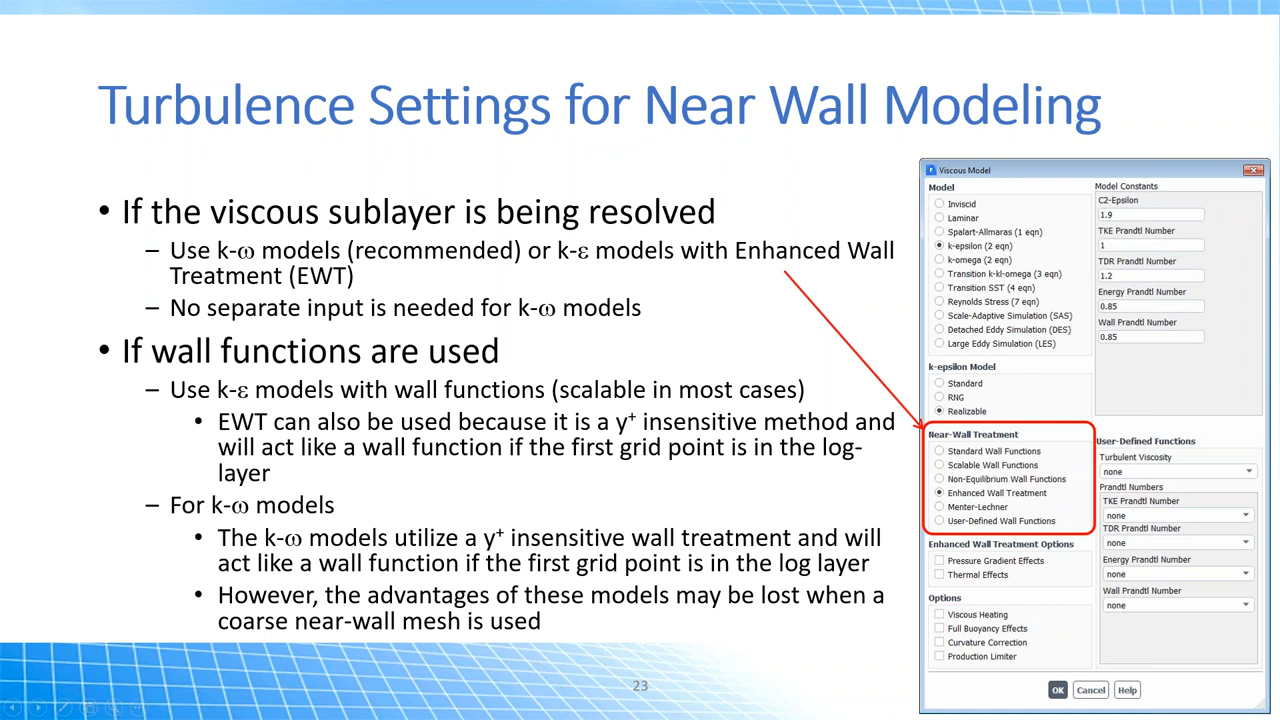 Turbulence Settings for Near Wall Modeling
• If the viscous sublayer is being resolved
– Use k-ω models (recommended) or k-ε models with Enhanced Wall
Treatment (EWT)
– No separate input is needed for k-ω models
• If wall functions are used
– Use k-ε models with wall functions (scalable in most cases)
• EWT can also be used because it is a y⁺ insensitive method and
will act like a wall function if the first grid point is in the log-
layer
– For k-ω models
• The k-ω models utilize a y⁺ insensitive wall treatment and will
act like a wall function if the first grid point is in the log layer
• However, the advantages of these models may be lost when a
coarse near-wall mesh is used
23
Viscous Model
Model
Inviscid
Laminar
Spalart-Allmaras (1 eqn)
k-epsilon (2 eqn)
k-omega (2 eqn)
Transition k-kl-omega (3 eqn)
Transition SST (4 eqn)
Reynolds Stress (7 eqn)
Scale-Adaptive Simulation (SAS)
Detached Eddy Simulation (DES)
Large Eddy Simulation (LES)
k-epsilon Model
Standard
RNG
Realizable
Near-Wall Treatment
Standard Wall Functions
Scalable Wall Functions
Non-Equilibrium Wall Functions
Enhanced Wall Treatment
Menter-Lechner
User-Defined Wall Functions
Enhanced Wall Treatment Options
Pressure Gradient Effects
Thermal Effects
Options
Viscous Heating
Full Buoyancy Effects
Curvature Correction
Production Limiter
Model Constants
C2-Epsilon
1.9
TKE Prandtl Number
1
TDR Prandtl Number
1.2
Energy Prandtl Number
0.85
Wall Prandtl Number
0.85
User-Defined Functions
Turbulent Viscosity
none
Prandtl Numbers
TKE Prandtl Number
none
TDR Prandtl Number
none
Energy Prandtl Number
none
Wall Prandtl Number
none
OK Cancel Help